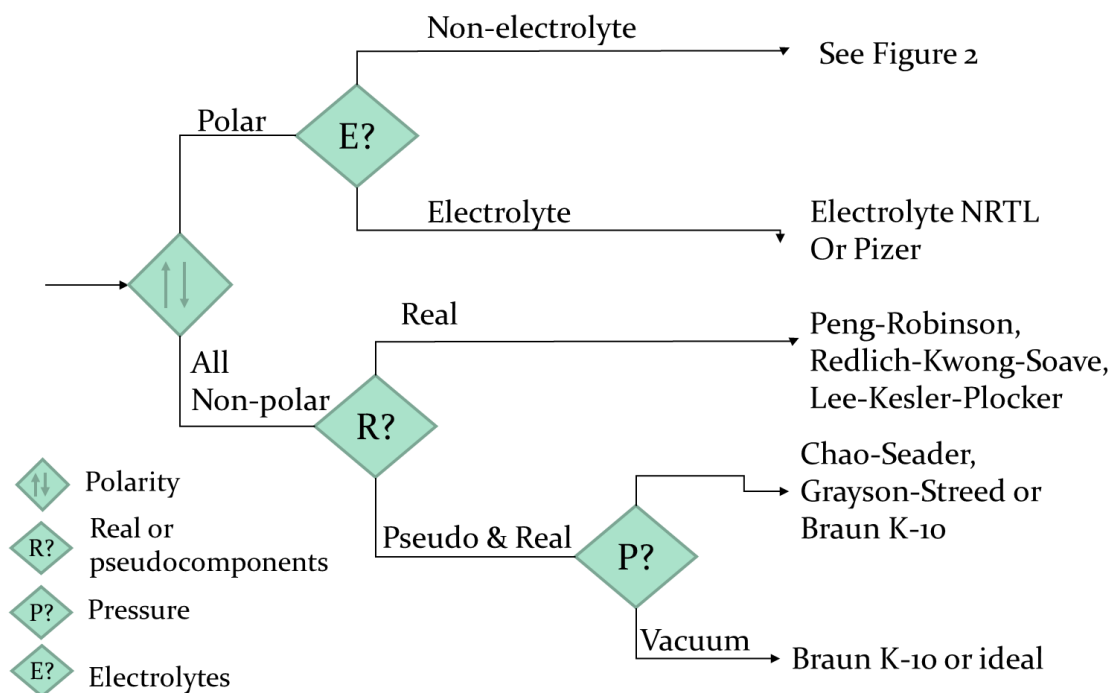 Non-electrolyte
See Figure 2
Polar
E?
Electrolyte
Electrolyte NRTL
Or Pizer
Real
Peng-Robinson,
Redlich-Kwong-Soave,
Lee-Kesler-Plocker
All
Non-polar
R?
Chao-Seader,
Grayson-Streed or
Braun K-10
Pseudo & Real
P?
Vacuum
Braun K-10 or ideal
Polarity
R?
Real or
pseudocomponents
P?
Pressure
E?
Electrolytes